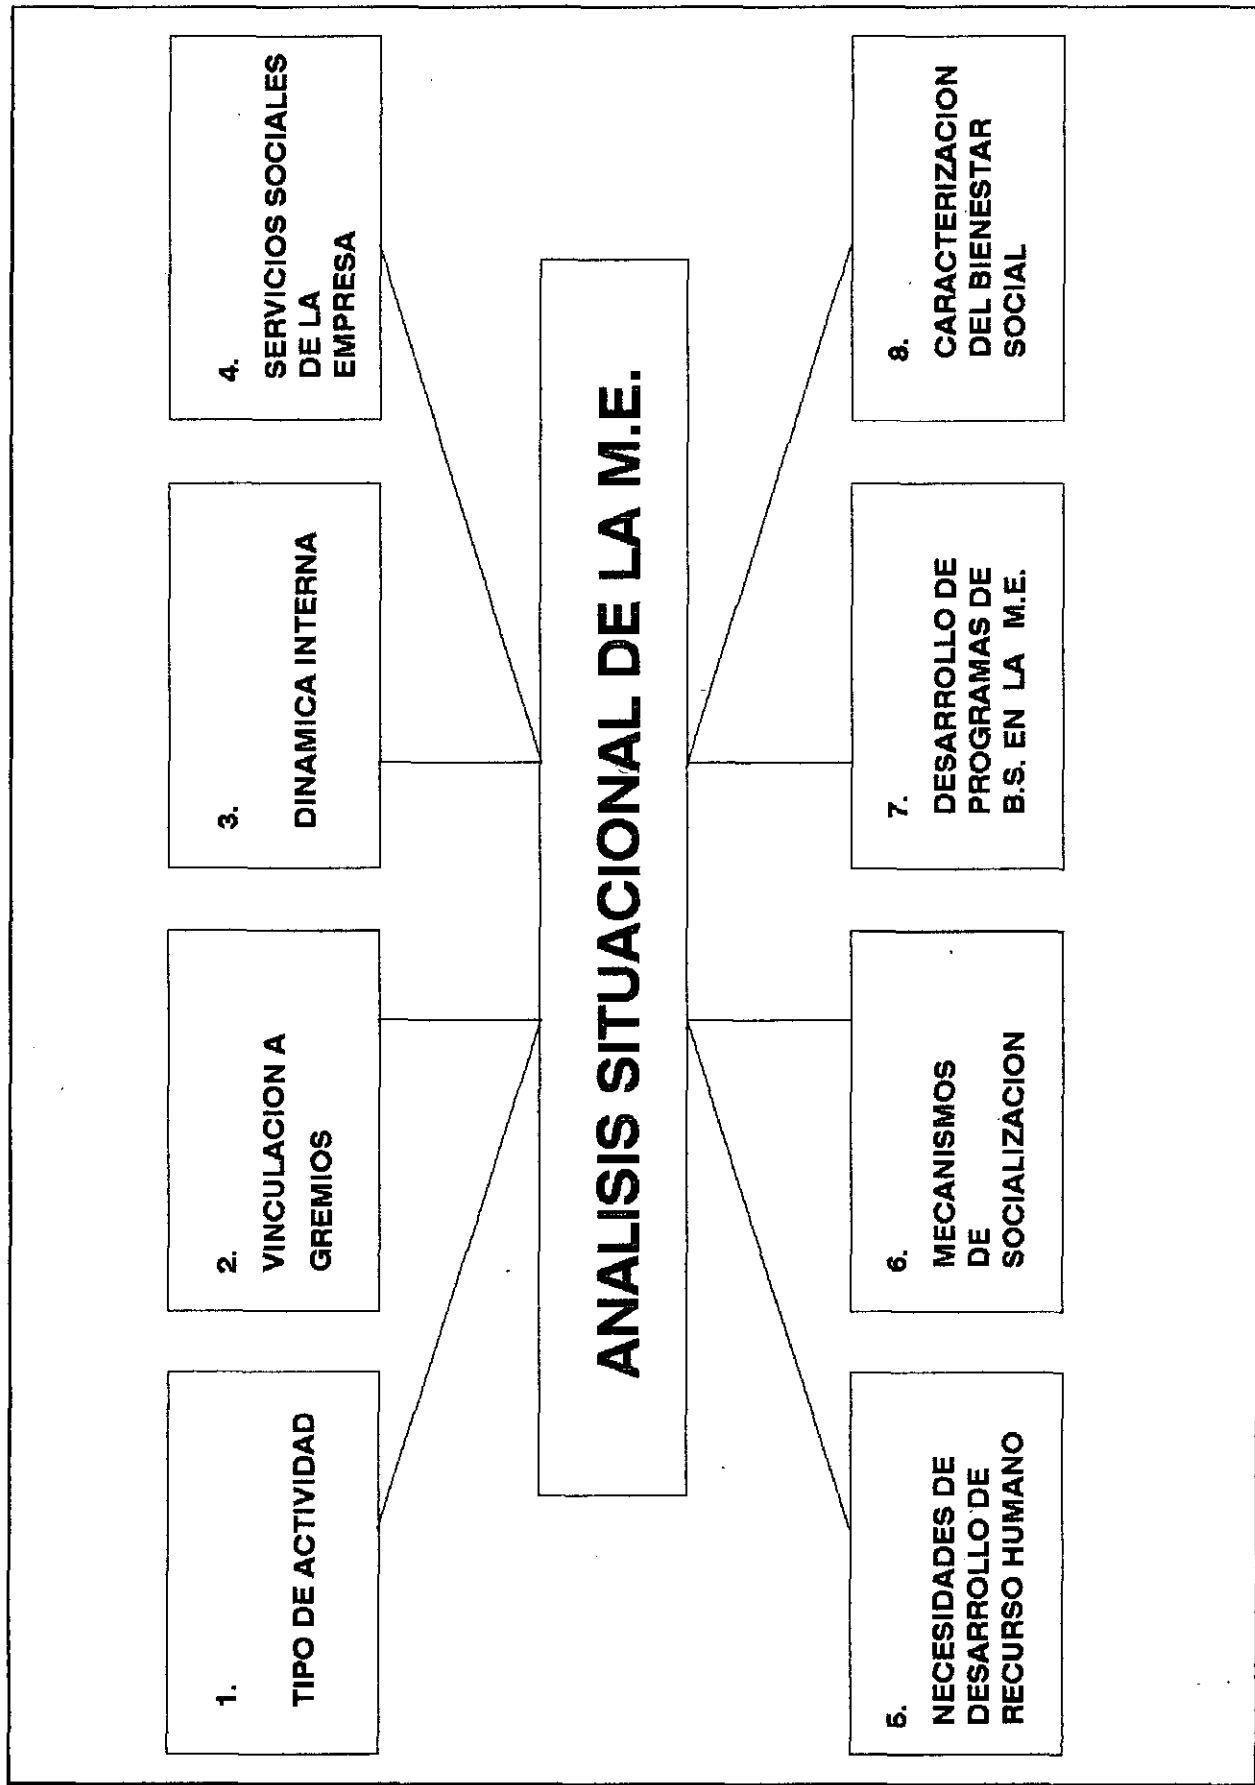 1.
TIPO DE ACTIVIDAD
2.
VINCULACION A
GREMIOS
3.
DINAMICA INTERNA
4.
SERVICIOS SOCIALES
DE LA
EMPRESA
ANALISIS SITUACIONAL DE LA M.E.
5.
NECESIDADES DE
DESARROLLO DE
RECURSO HUMANO
6.
MECANISMOS
DE
SOCIALIZACION
7.
DESARROLLO DE
PROGRAMAS DE
B.S. EN LA M.E.
8.
CARACTERIZACION
DEL BIENESTAR
SOCIAL